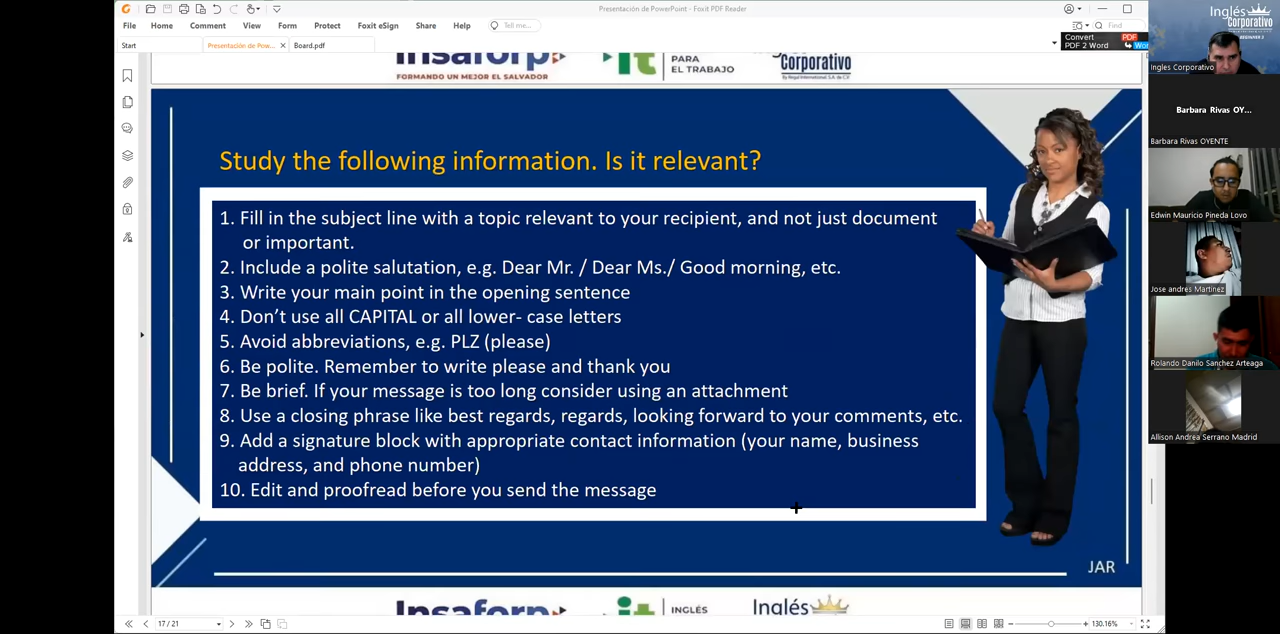 Presentación de PowerPoint - Foxit PDF Reader
File Home Comment View Form Protect Foxit eSign Share Help Tell me... Find
Start Presentación de Pow... Board.pdf
Convert PDF
PDF 2 Word Wor
FORMANDO UN MEJOR EL SALVADOR
PARA
EL TRABAJO
Corporativo
Study the following information. Is it relevant?
1. Fill in the subject line with a topic relevant to your recipient, and not just document
or important.
2. Include a polite salutation, e.g. Dear Mr. / Dear Ms./ Good morning, etc.
3. Write your main point in the opening sentence
4. Don't use all CAPITAL or all lower- case letters
5. Avoid abbreviations, e.g. PLZ (please)
6. Be polite. Remember to write please and thank you
7. Be brief. If your message is too long consider using an attachment
8. Use a closing phrase like best regards, regards, looking forward to your comments, etc.
9. Add a signature block with appropriate contact information (your name, business
address, and phone number)
10. Edit and proofread before you send the message
JAR
Insaforp
it INGLÉS
Inglés
17 / 21
130.16%
Inglés
Corporativo
Ingles Corporativo
Barbara Rivas OY...
Barbara Rivas OYENTE
Edwin Mauricio Pineda Lovo
Jose andres Martinez
Rolando Danilo Sanchez Arteaga
Allison Andrea Serrano Madrid